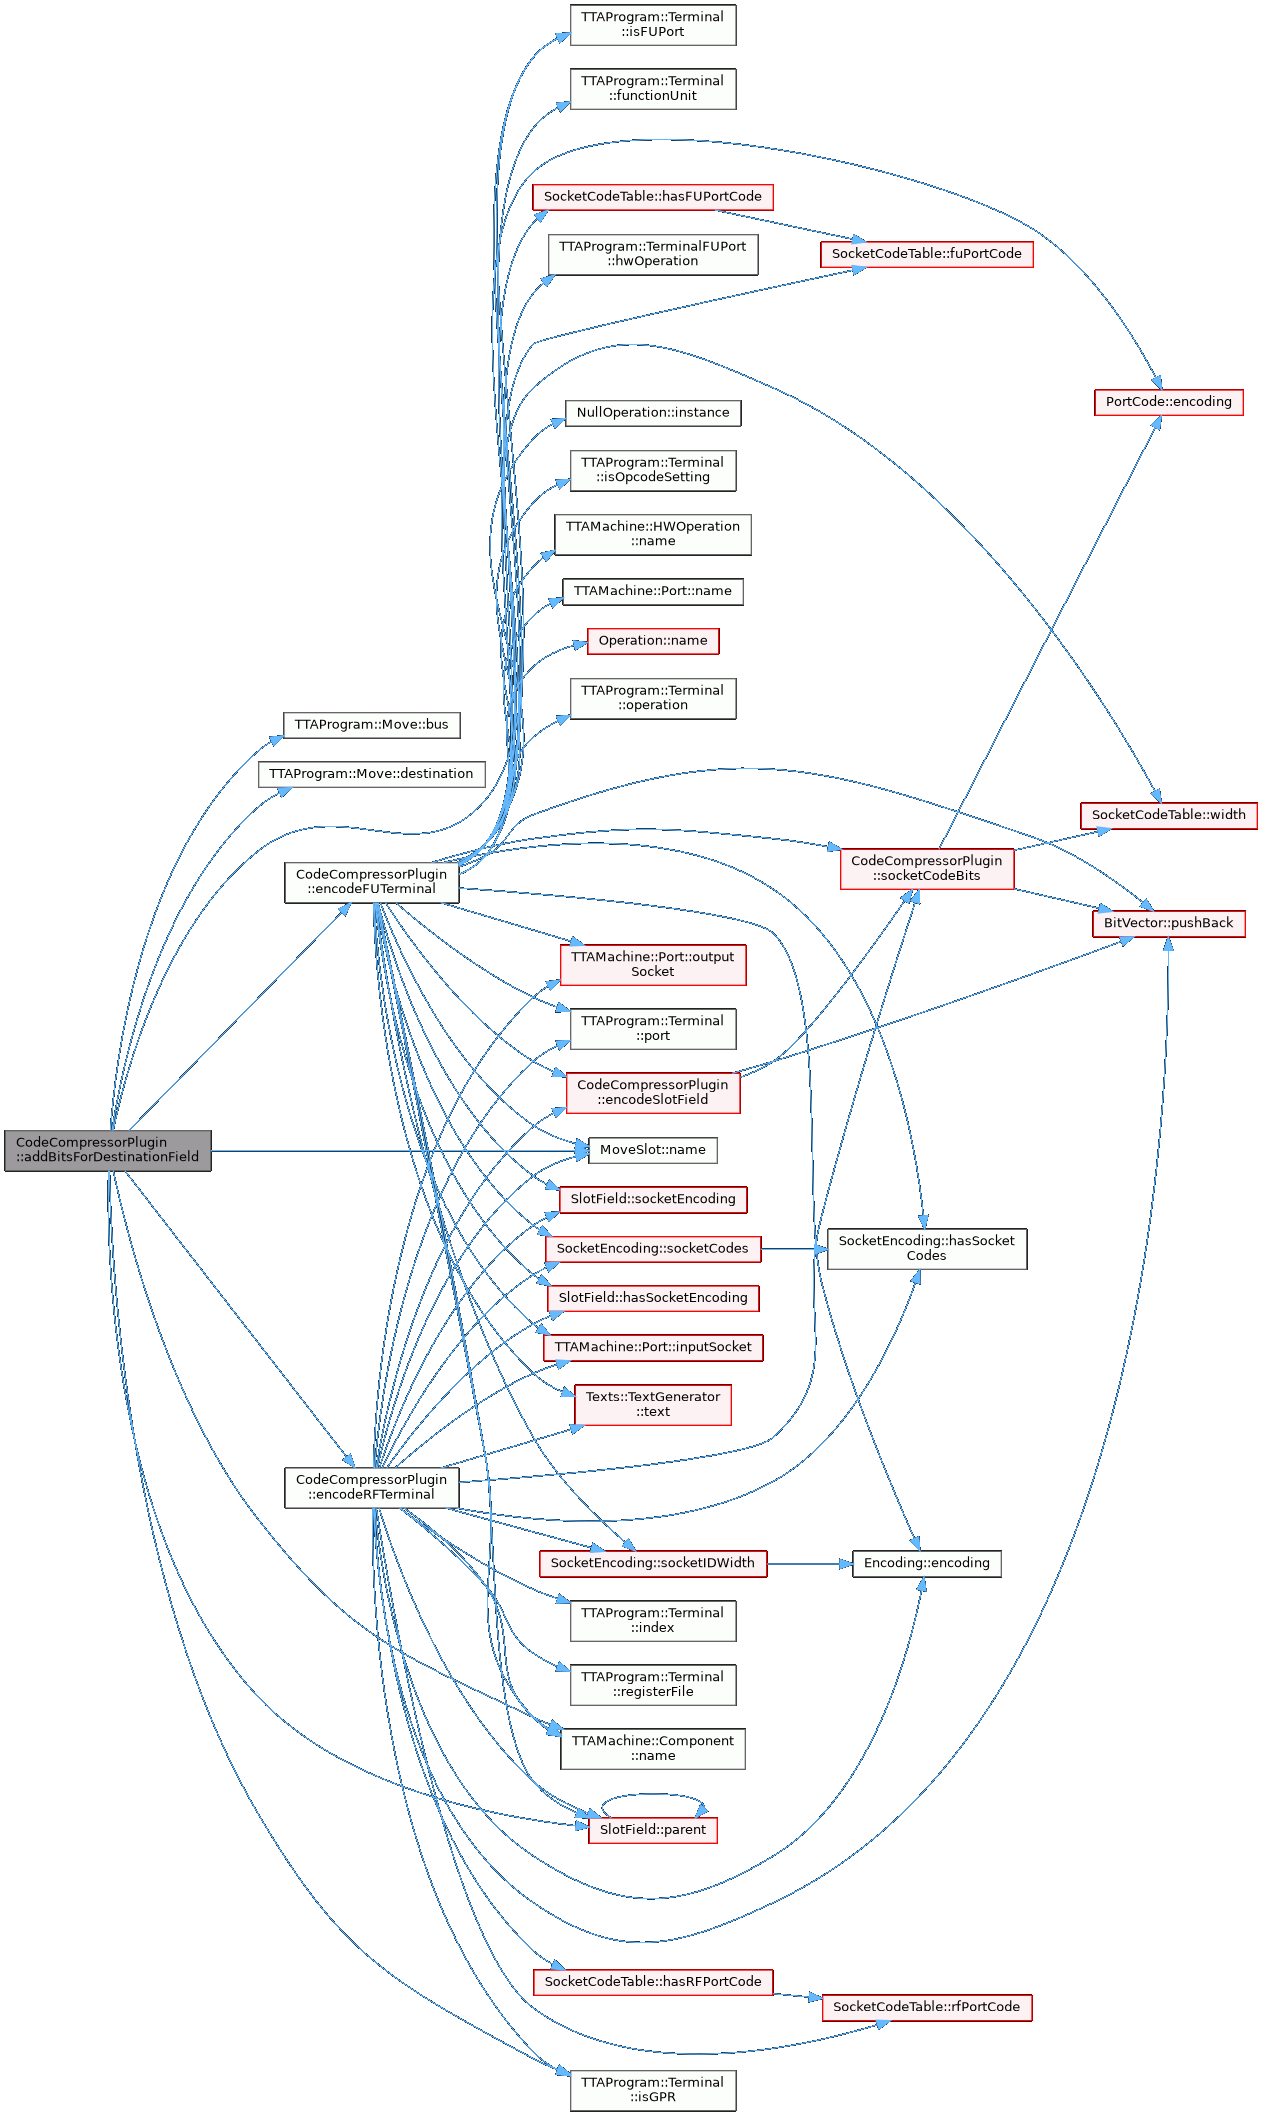 TTAProgram::Terminal
::isFUPort
TTAProgram::Terminal
::functionUnit
SocketCodeTable::hasFUPortCode
TTAProgram::TerminalFUPort
::hwOperation
SocketCodeTable::fuPortCode
PortCode::encoding
NullOperation::instance
TTAProgram::Terminal
::isOpcodeSetting
TTAMachine::HWOperation
::name
TTAMachine::Port::name
Operation::name
TTAProgram::Terminal
::operation
TTAProgram::Move::bus
TTAProgram::Move::destination
SocketCodeTable::width
CodeCompressorPlugin
::socketCodeBits
CodeCompressorPlugin
::encodeFUTerminal
BitVector::pushBack
TTAMachine::Port::output
Socket
TTAProgram::Terminal
::port
CodeCompressorPlugin
::encodeSlotField
CodeCompressorPlugin
::addBitsForDestinationField
MoveSlot::name
SlotField::socketEncoding
SocketEncoding::socketCodes
SocketEncoding::hasSocket
Codes
SlotField::hasSocketEncoding
TTAMachine::Port::inputSocket
Texts::TextGenerator
::text
CodeCompressorPlugin
::encodeRFTerminal
SocketEncoding::socketIDWidth
Encoding::encoding
TTAProgram::Terminal
::index
TTAProgram::Terminal
::registerFile
TTAMachine::Component
::name
SlotField::parent
SocketCodeTable::hasRFPortCode
SocketCodeTable::rfPortCode
TTAProgram::Terminal
::isGPR